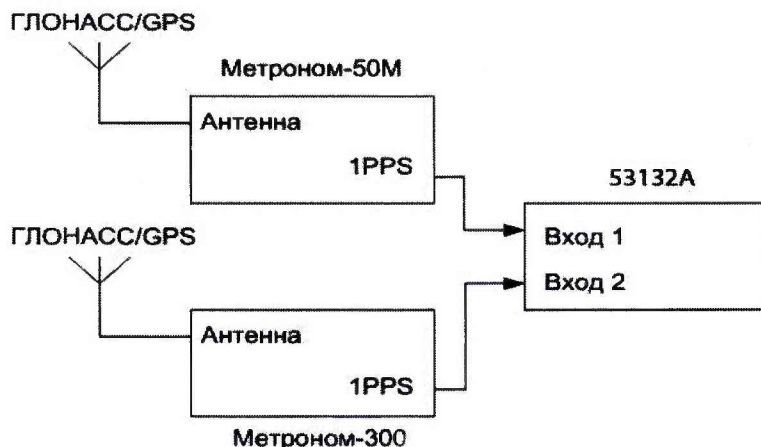 ГЛОНАСС/GPS
Метроном-50М
Антенна
1PPS
53132A
ГЛОНАСС/GPS
Вход 1
Вход 2
Антенна
1PPS
Метроном-300